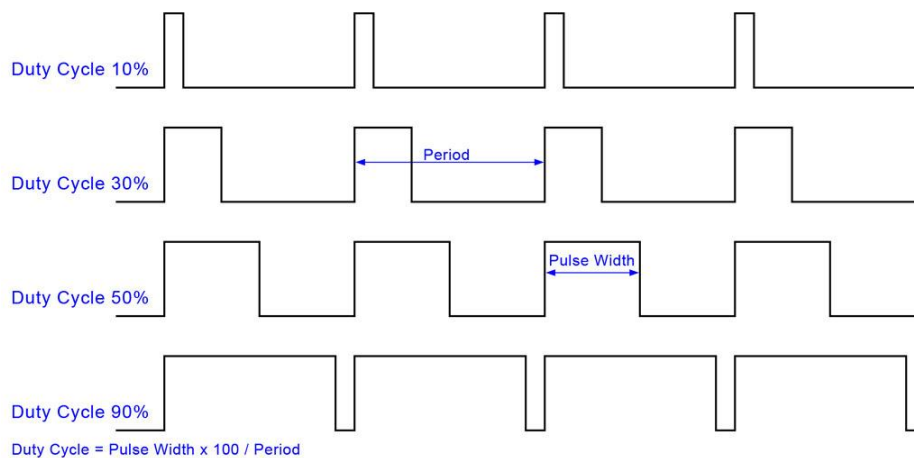 Duty Cycle 10%
Period
Duty Cycle 30%
Pulse Width
Duty Cycle 50%
Duty Cycle 90%
Duty Cycle = Pulse Width x 100 / Period